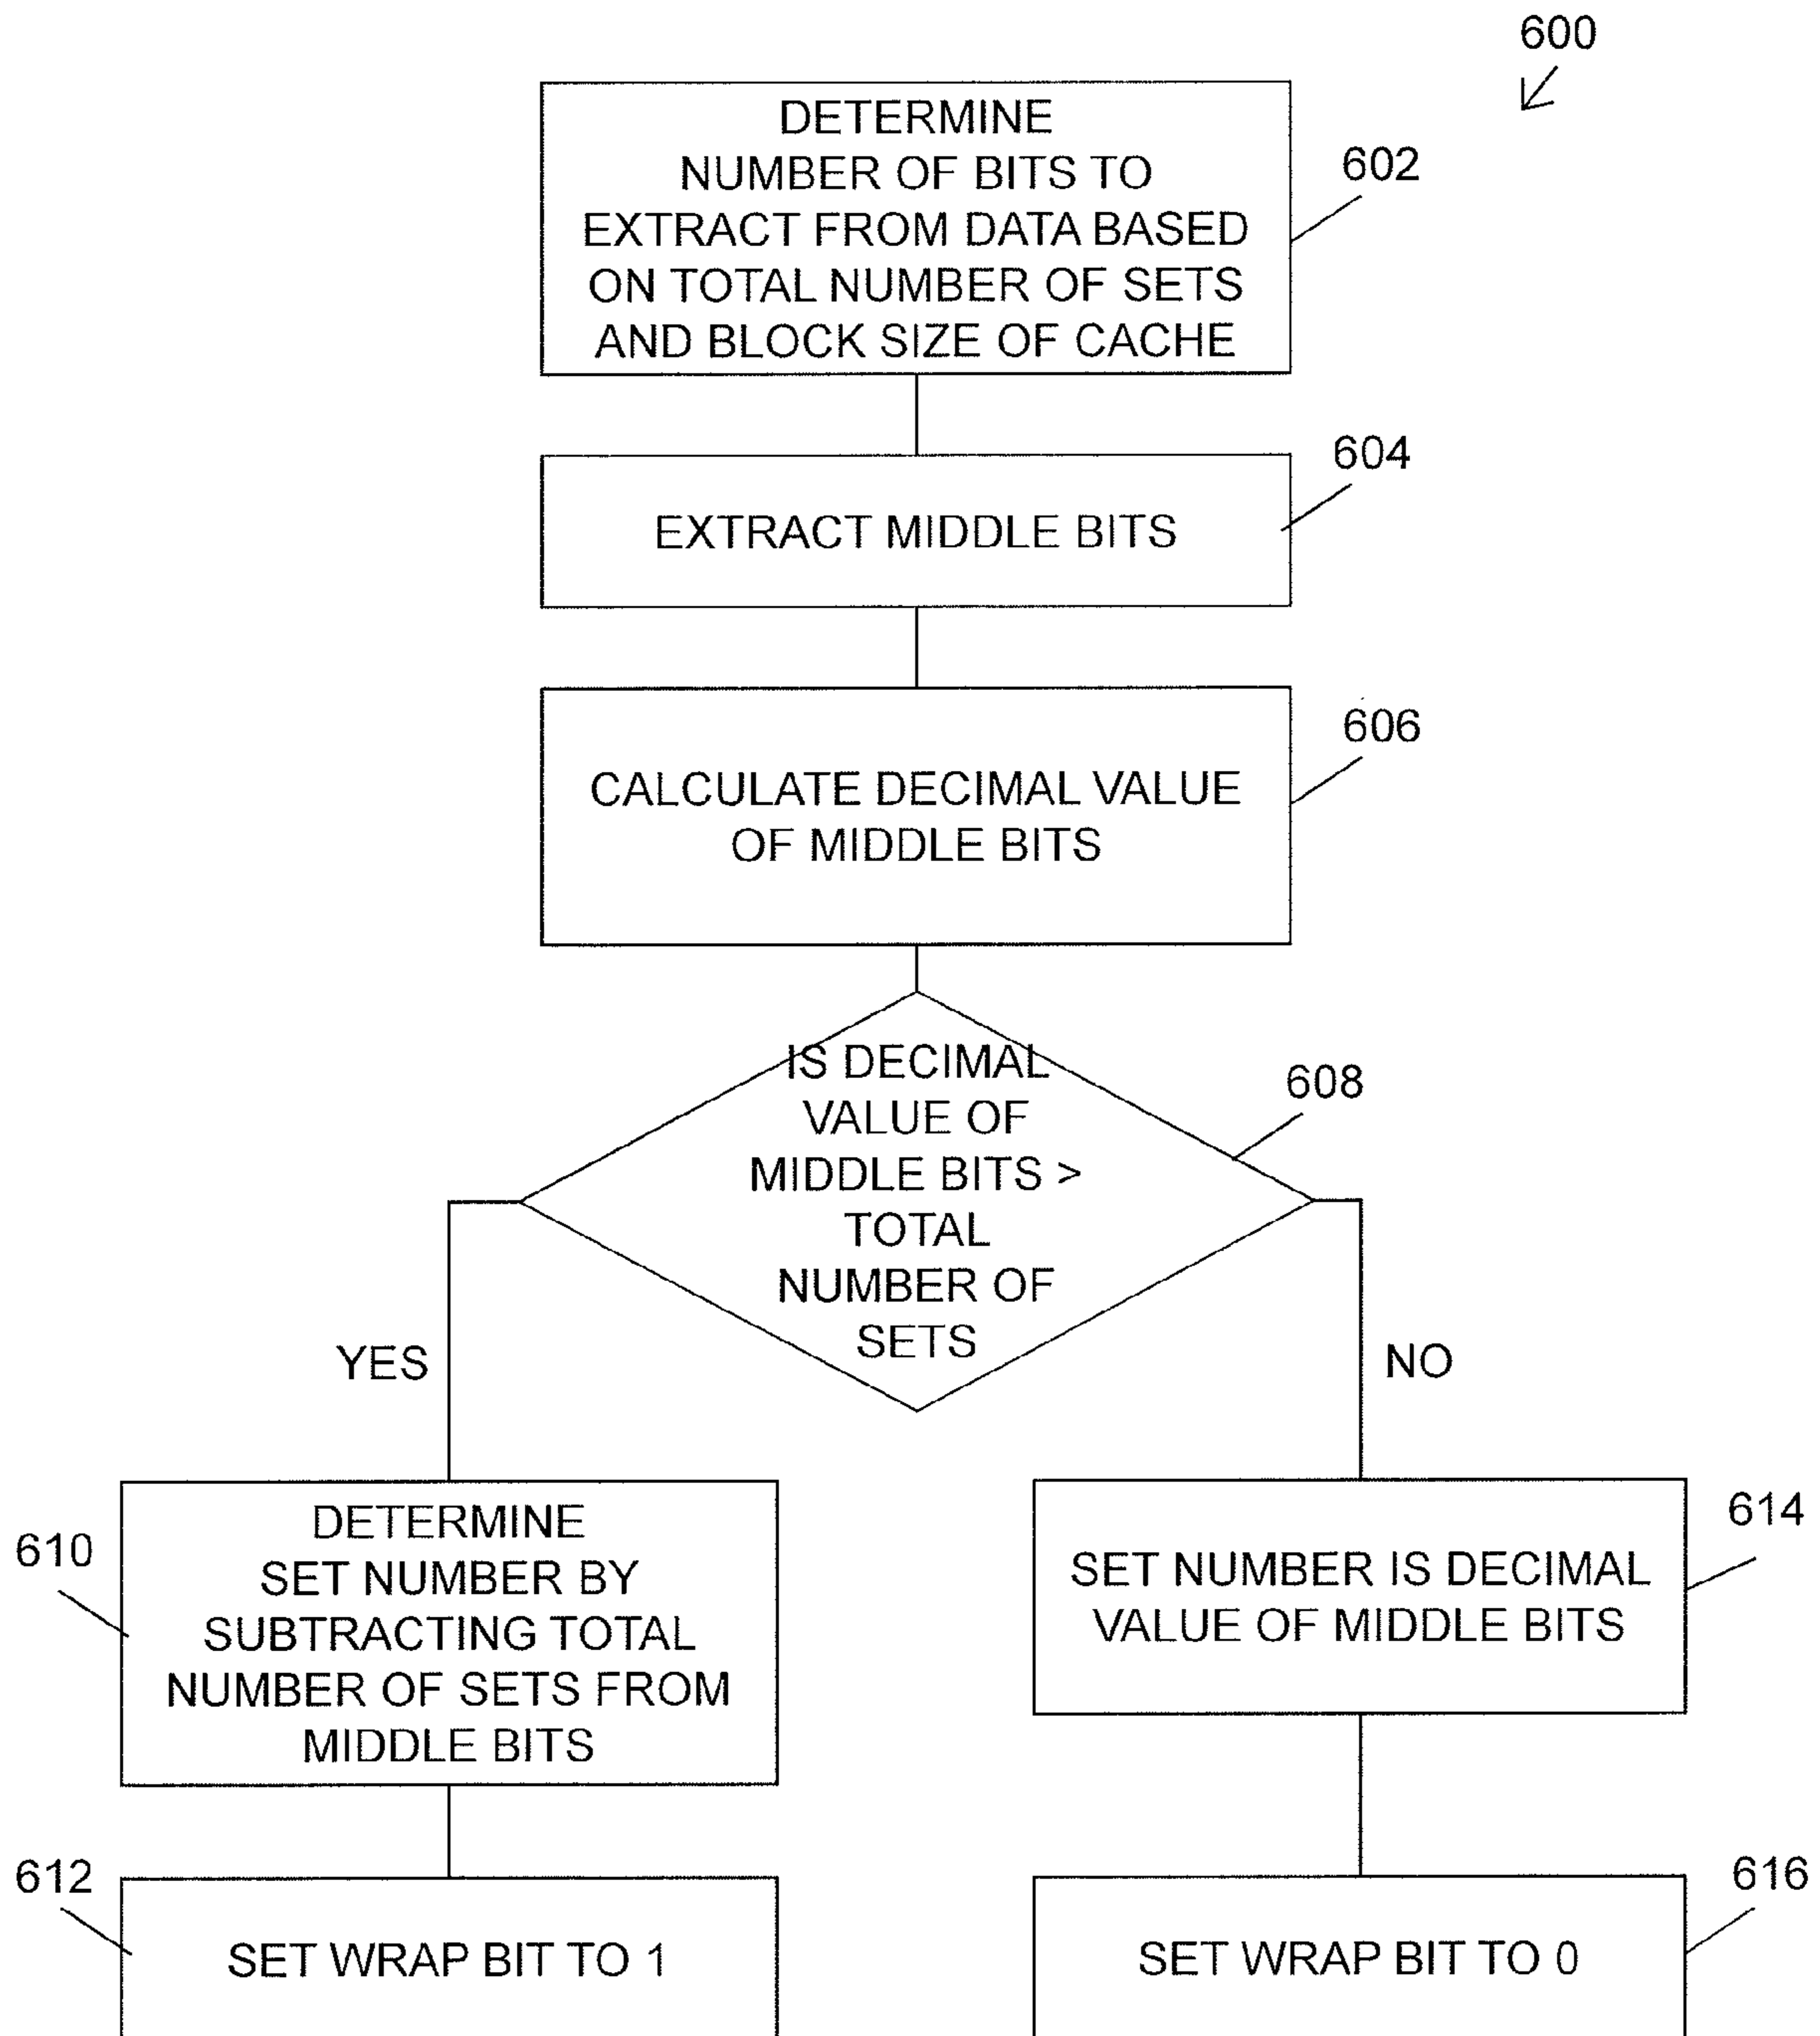 600
DETERMINE
NUMBER OF BITS TO
EXTRACT FROM DATA BASED
ON TOTAL NUMBER OF SETS
AND BLOCK SIZE OF CACHE
602
604
EXTRACT MIDDLE BITS
606
CALCULATE DECIMAL VALUE
OF MIDDLE BITS
IS DECIMAL
VALUE OF
MIDDLE BITS >
TOTAL
NUMBER OF
SETS
608
YES
NO
610
DETERMINE
SET NUMBER BY
SUBTRACTING TOTAL
NUMBER OF SETS FROM
MIDDLE BITS
614
SET NUMBER IS DECIMAL
VALUE OF MIDDLE BITS
612
SET WRAP BIT TO 1
616
SET WRAP BIT TO 0